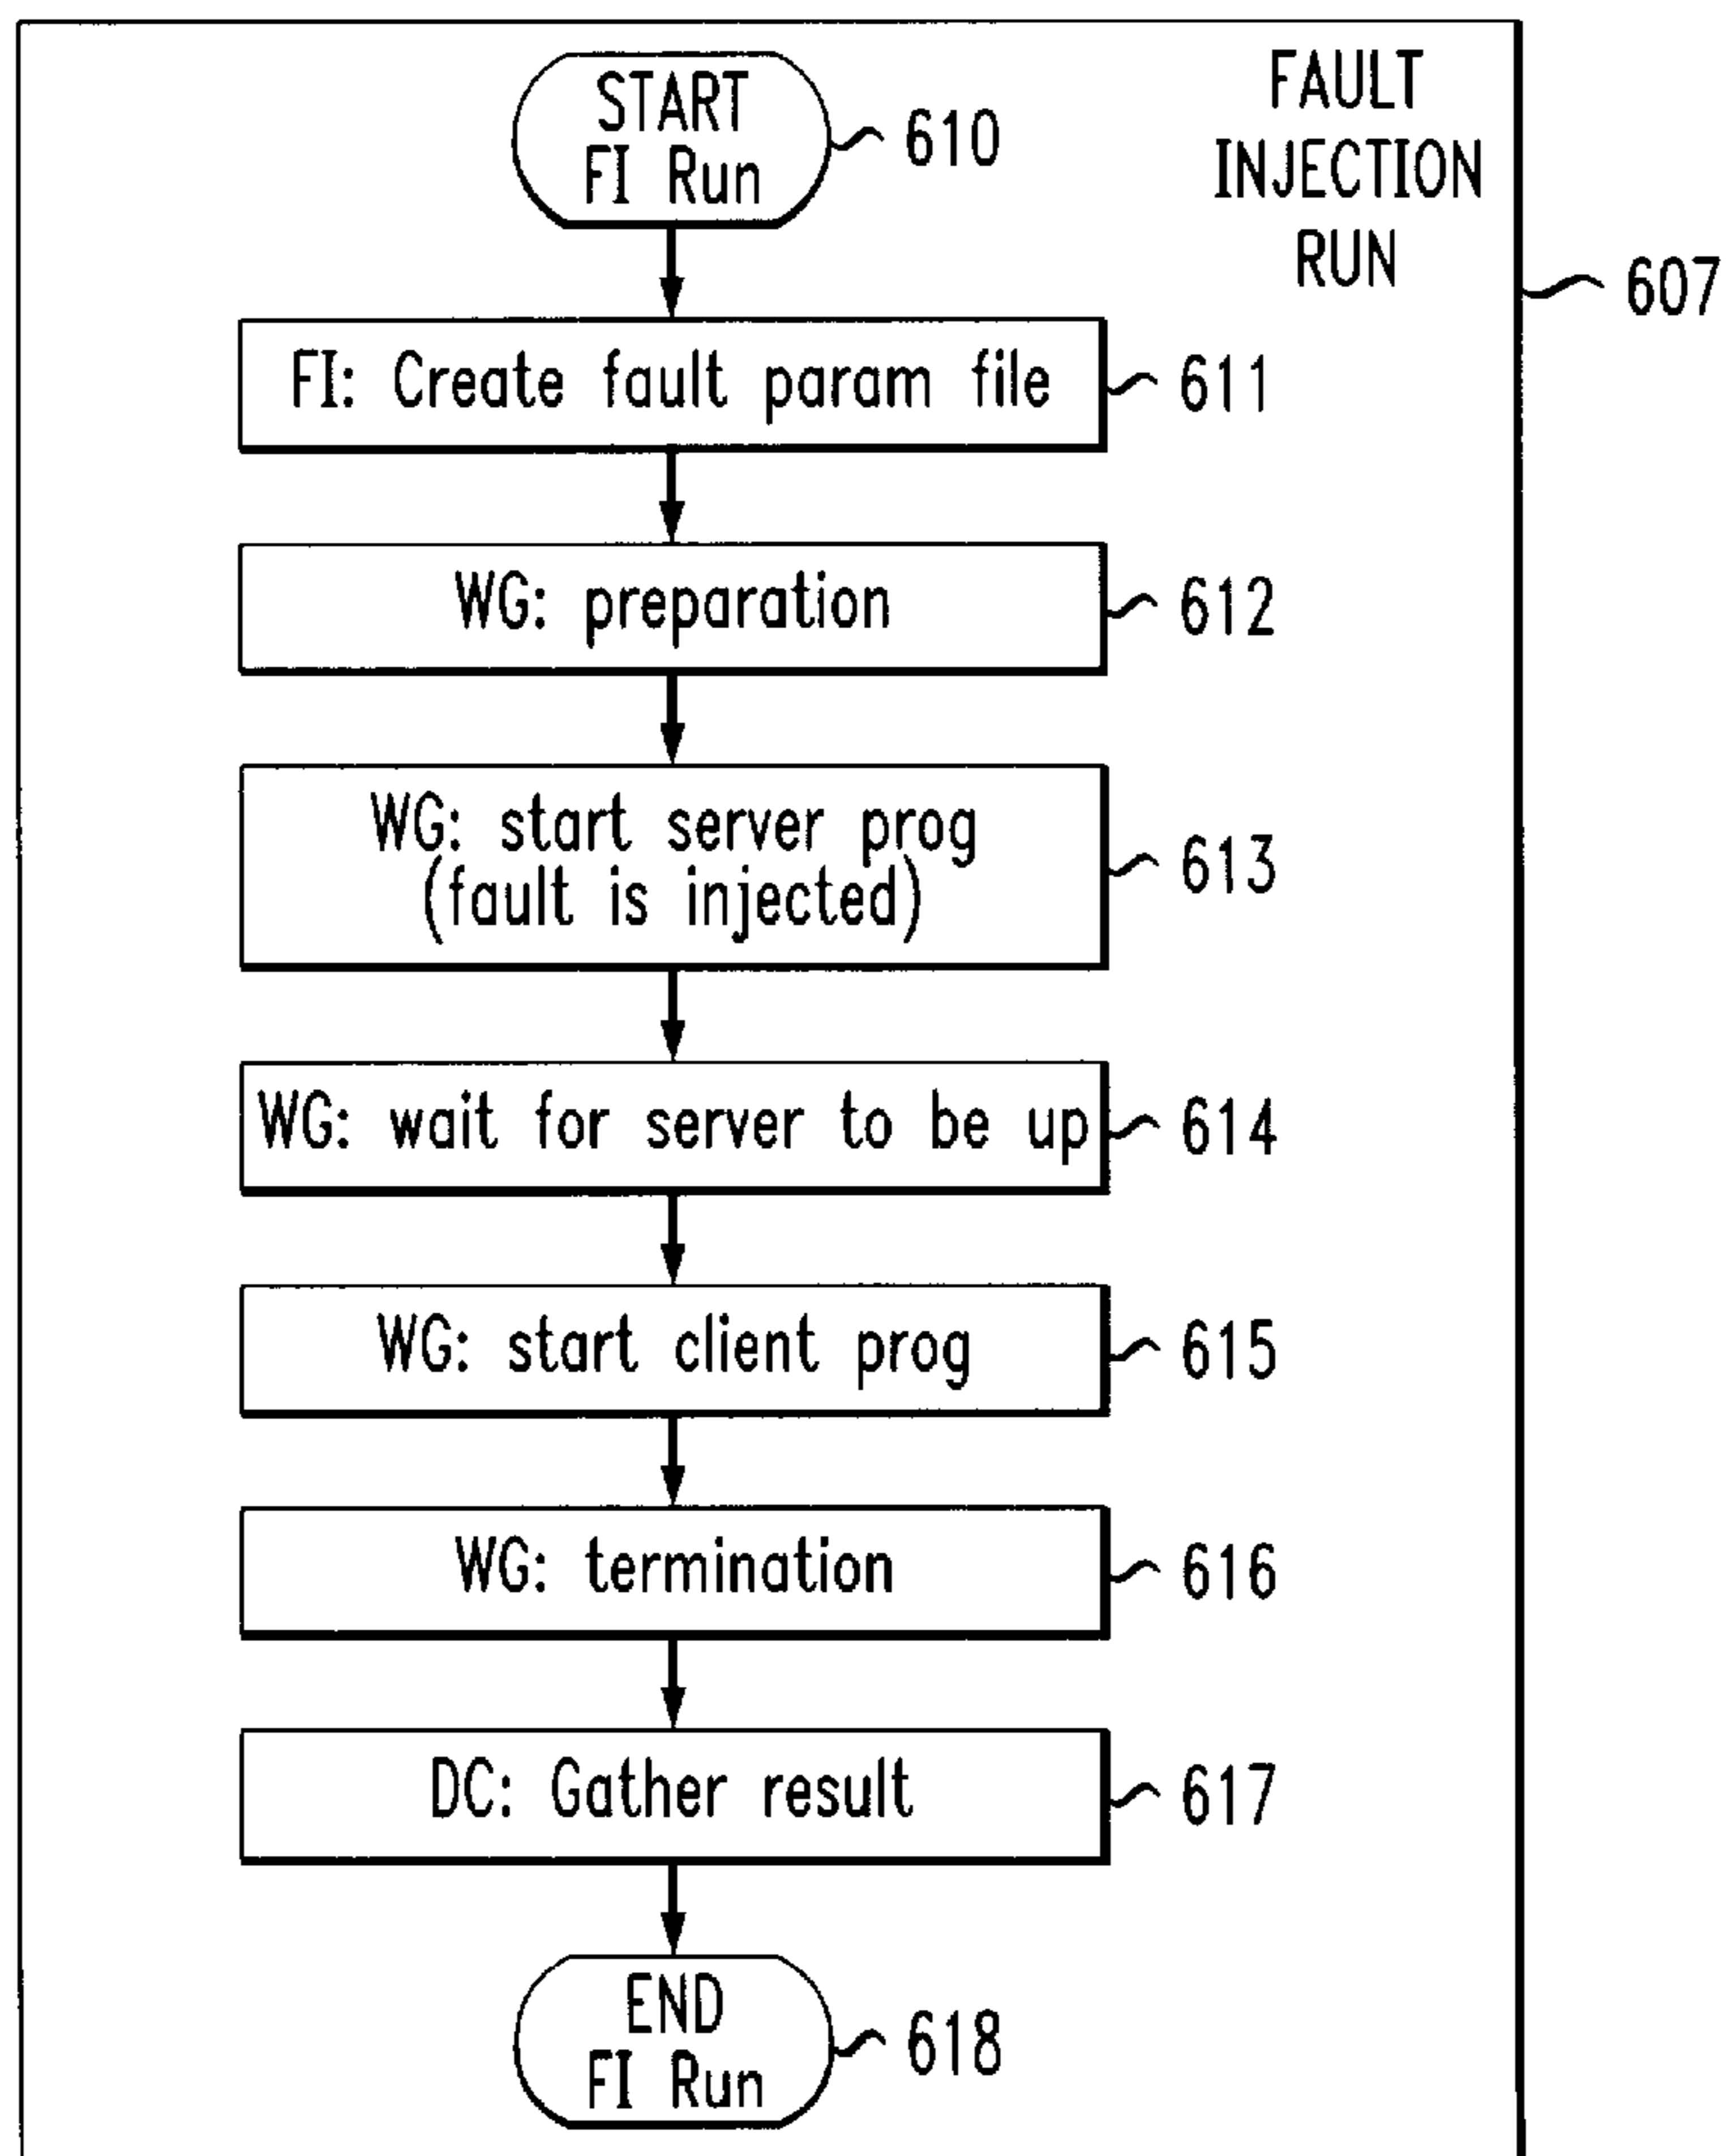 START
FI Run
610
FAULT
INJECTION
RUN
607
FI: Create fault param file
611
WG: preparation
612
WG: start server prog
(fault is injected)
613
WG: wait for server to be up
614
WG: start client prog
615
WG: termination
616
DC: Gather result
617
END
FI Run
618